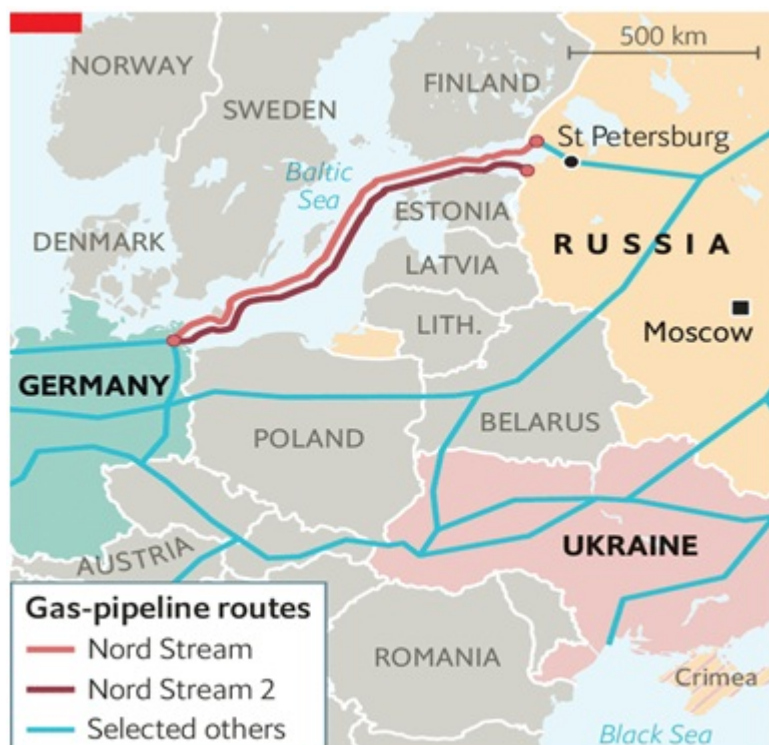 500 km
NORWAY
FINLAND
SWEDEN
St Petersburg
Baltic
Sea
ESTONIA
DENMARK
RUSSIA
LATVIA
LITH.
Moscow
GERMANY
BELARUS
POLAND
UKRAINE
AUSTRIA
Gas-pipeline routes
Nord Stream
Nord Stream 2
Selected others
ROMANIA
Crimea
Black Sea